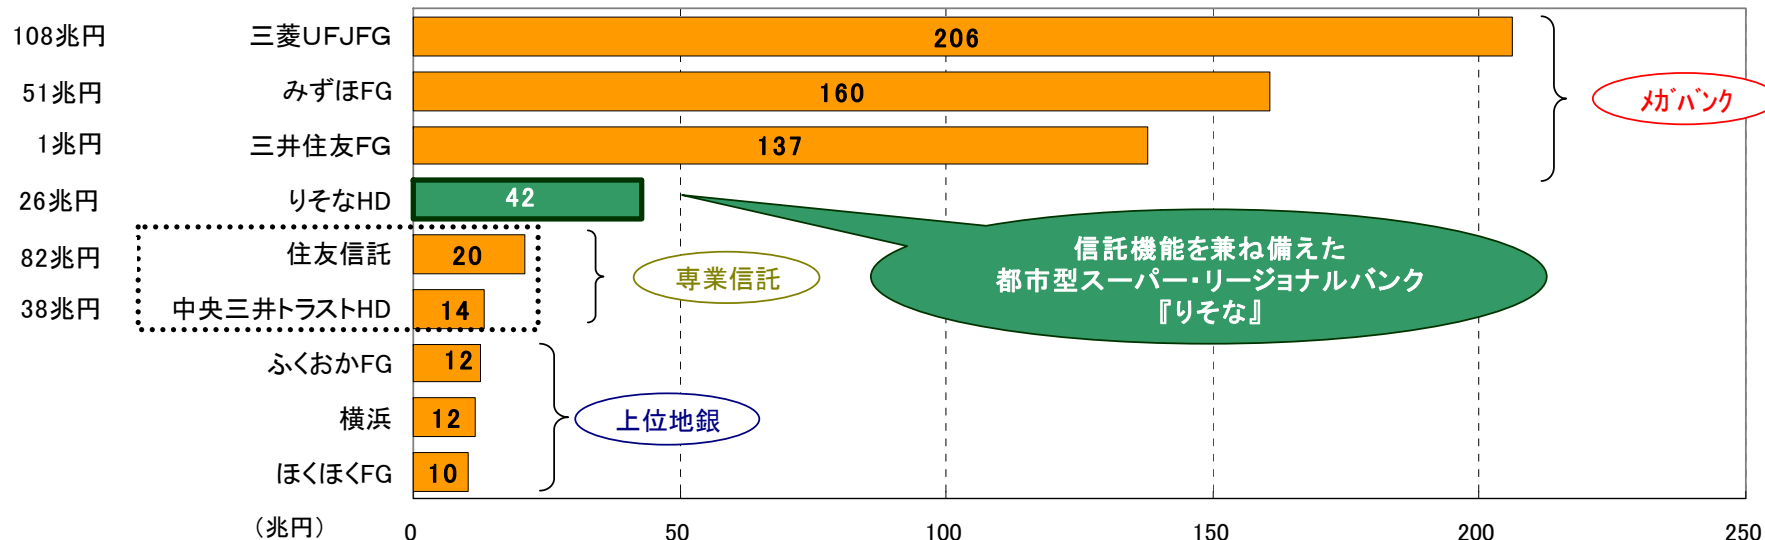 108兆円 三菱UFJFG 206
51兆円 みずほFG 160 ﾒｶﾞﾊﾞﾝｸ
1兆円 三井住友FG 137
26兆円 りそなHD 42
82兆円 住友信託 20 専業信託
38兆円 中央三井トラストHD 14
信託機能を兼ね備えた
都市型スーパー・リージョナルバンク
『りそな』
ふくおかFG 12
横浜 12 上位地銀
ほくほくFG 10
（兆円） 0 50 100 150 200 250